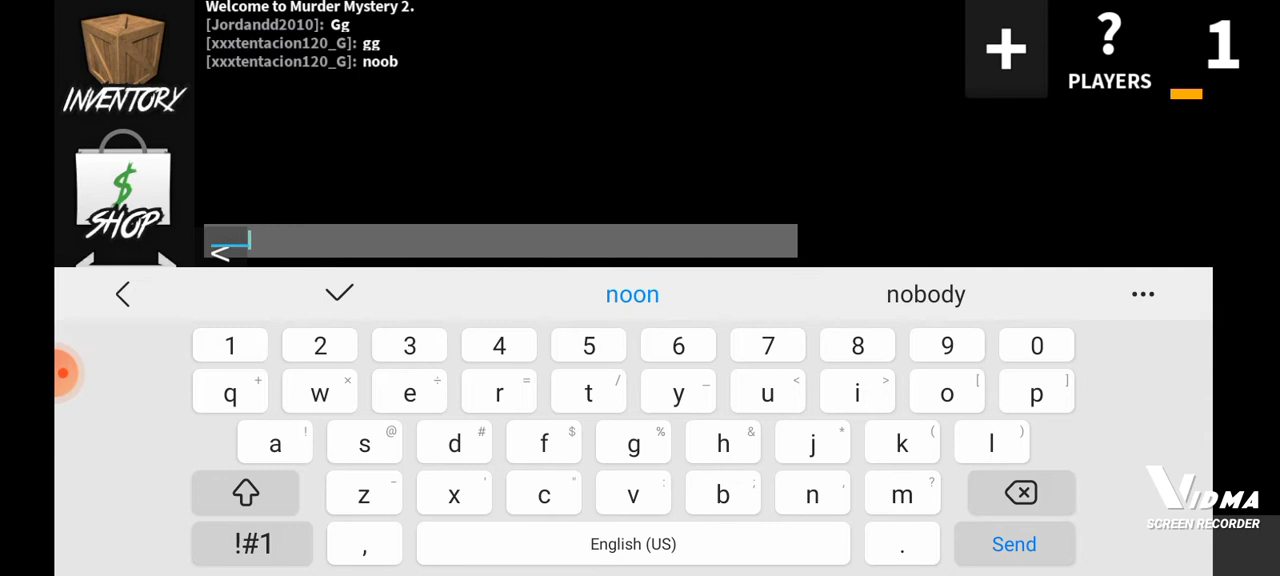 Welcome to Murder Mystery 2.
[Jordandd2010]: Gg
[xxxtentacion120_G]: gg
[xxxtentacion120_G]: noob
INVENTORY
$
SHOP
+
?
PLAYERS
1
<
noon
nobody
1 2 3 4 5 6 7 8 9 0
q + w × e ÷ r = t / y _ u < i > o [ p ]
a ! s @ d # f $ g % h & j * k ( l )
z - x ' c " v : b ; n , m ?
!#1 , English (US) . Send
VIDMA
SCREEN RECORDER